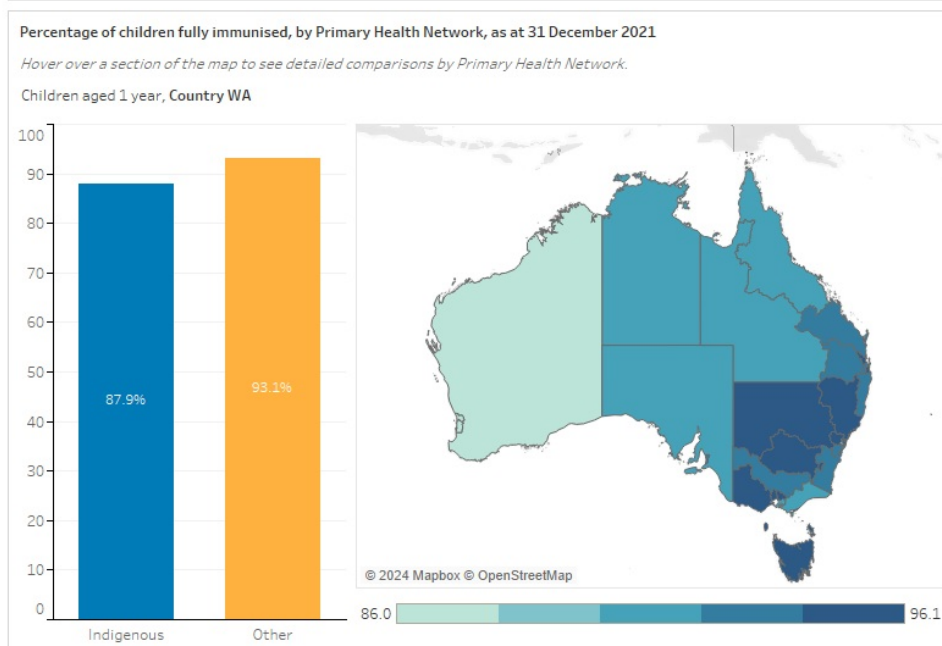 Percentage of children fully immunised, by Primary Health Network, as at 31 December 2021
Hover over a section of the map to see detailed comparisons by Primary Health Network.
Children aged 1 year, Country WA
100
90
80
70
60
50
40
30
20
10
0
87.9%
93.1%
Indigenous
Other
© 2024 Mapbox © OpenStreetMap
86.0
96.1